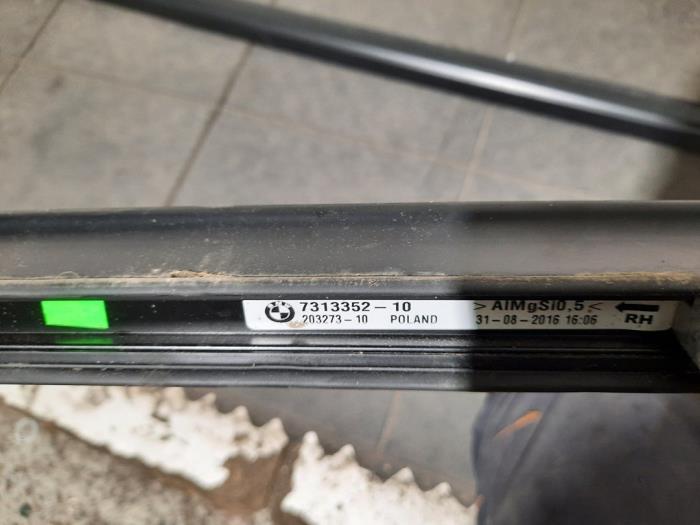 7313352-10 >AlMgSi0,5<
203273-10 POLAND 31-08-2016 16:06 RH